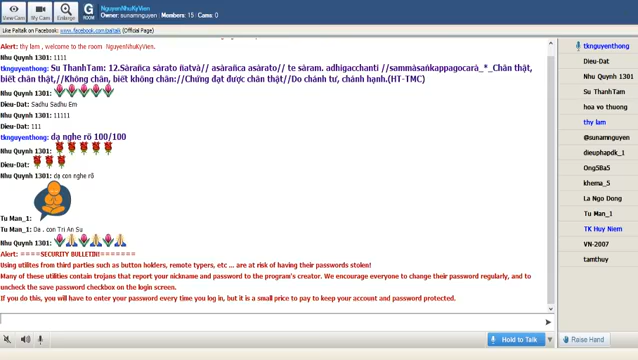 View Cam
My Cam
Enlarge
G
ROOM
NguyenNhuKyVien
Owner: sunamnguyen Members: 15 | Cams: 0
Like Paltalk on Facebook: www.facebook.com/paltalk (Official Page)
Alert: thy lam , welcome to the room NguyenNhuKyVien.
Nhu Quynh 1301: 1111
tknguyenthong: Su ThanhTam: 12.Sārañca sārato ñatvā// asārañca asārato// te sāram. adhigacchanti //sammàsaṅkappagocarà_*_Chân thật,
biết chân thật,//Không chân, biết không chân://Chứng đạt được chân thật//Do chánh tư, chánh hạnh.(HT-TMC)
Nhu Quynh 1301:
Dieu-Dat: Sadhu Sadhu Em
Nhu Quynh 1301: 11111
Dieu-Dat: 111
tknguyenthong: dạ nghe rõ 100/100
Nhu Quynh 1301:
Dieu-Dat:
Nhu Quynh 1301: dạ con nghe rõ
Tu Man_1:
Tu Man_1: Da . con Tri An Su
Nhu Quynh 1301:
Alert: ====SECURITY BULLETIN!=======
Using utilites from third parties such as button holders, remote typers, etc ... are at risk of having their passwords stolen!
Many of these utilities contain trojans that report your nickname and password to the program's creator. We encourage everyone to change their password regularly, and to
uncheck the save password checkbox on the login screen.
If you do this, you will have to enter your password every time you log in, but it is a small price to pay to keep your account and password protected.
Hold to Talk
tknguyenthong
Dieu-Dat
Nhu Quynh 1301
Su ThanhTam
hoa vo thuong
thy lam
@sunamnguyen
dieuphapdk_1
Ong5Ba5
khema_5
La Ngo Dong
Tu Man_1
TK Huy Niem
VN-2007
tamthuy
Raise Hand